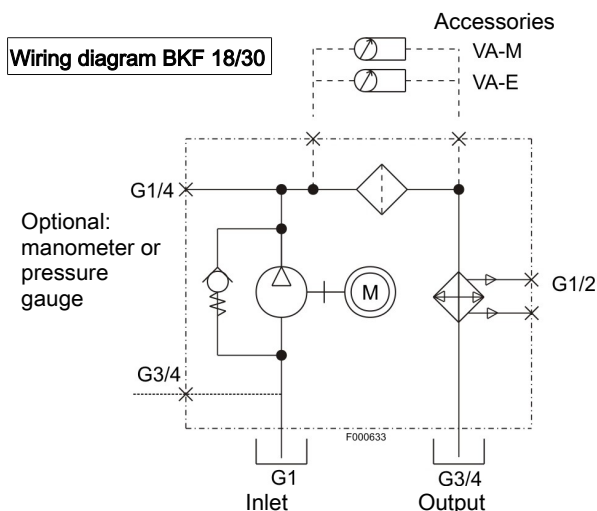 Accessories
VA-M
Wiring diagram BKF 18/30
VA-E
G1/4
Optional:
manometer or
pressure
gauge
M
G1/2
G3/4
F000633
G1
G3/4
Inlet
Output